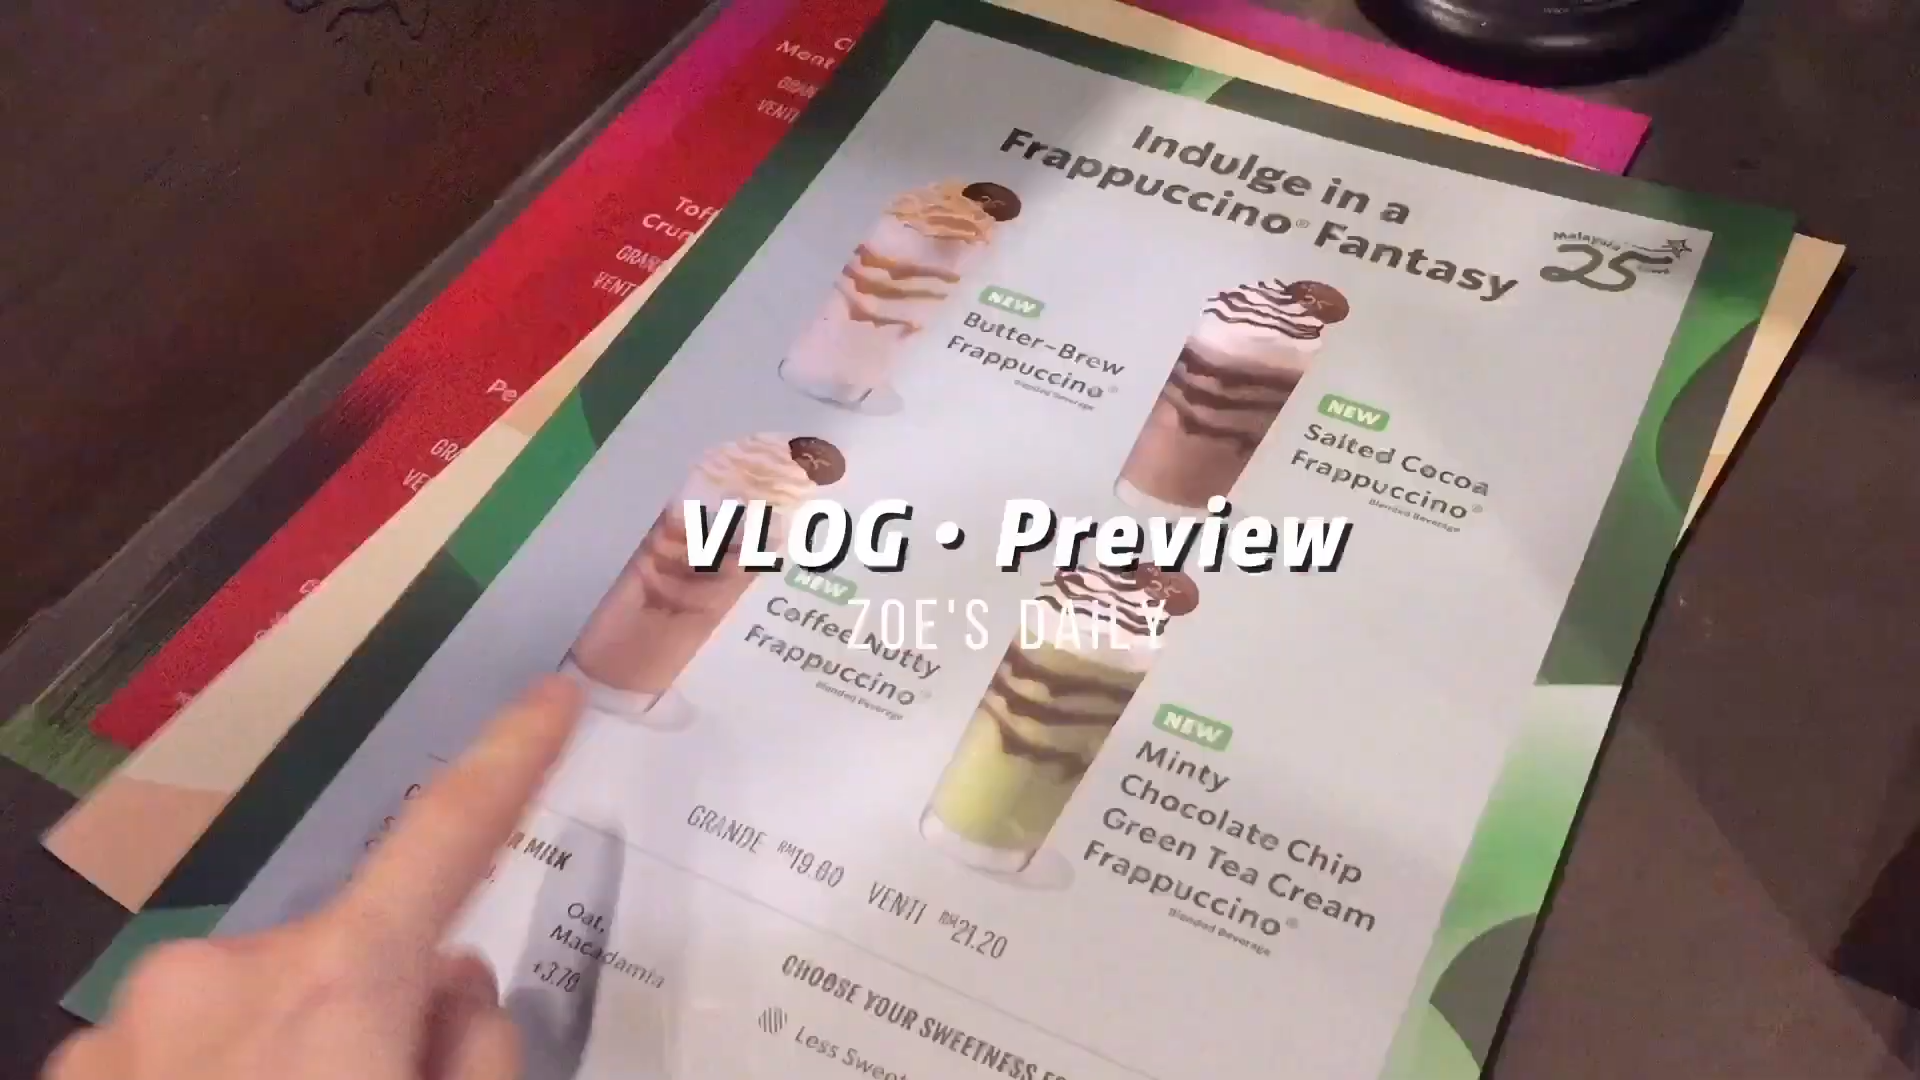 Indulge in a
Frappuccino® Fantasy
Malaysia
25
NEW
Butter-Brew
Frappuccino®
Blended Beverage
NEW
Salted Cocoa
Frappuccino®
Blended Beverage
VLOG • Preview
ZOE'S DAILY
NEW
Coffee Nutty
Frappuccino®
Blended Beverage
NEW
Minty
Chocolate Chip
Green Tea Cream
Frappuccino®
Blended Beverage
GRANDE RM19.60 VENTI RM21.20
MILK
Oat,
Macadamia
+3.70
CHOOSE YOUR SWEETNESS
Less Sweet
VENTI